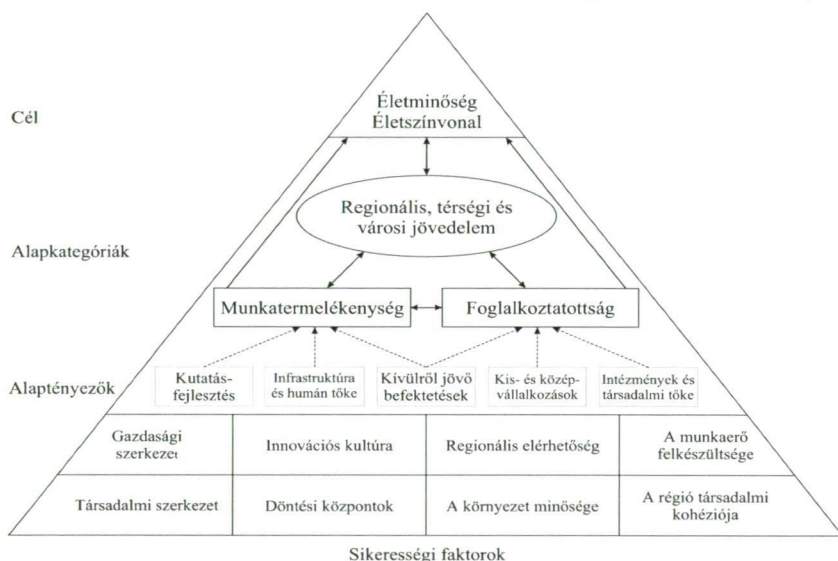 Cél
Életminőség
Életszínvonal
Regionális, térségi és
városi jövedelem
Alapkategóriák
Munkatermelékenység
Foglalkoztatottság
Alaptényezők
Kutatás-
fejlesztés
Infrastruktúra
és humán tőke
Kívülről jövő
befektetések
Kis- és közép-
vállalkozások
Intézmények és
társadalmi tőke
Gazdasági
szerkezet
Innovációs kultúra
Regionális elérhetőség
A munkaerő
felkészültsége
Társadalmi szerkezet
Döntési központok
A környezet minősége
A régió társadalmi
kohéziója
Sikerességi faktorok